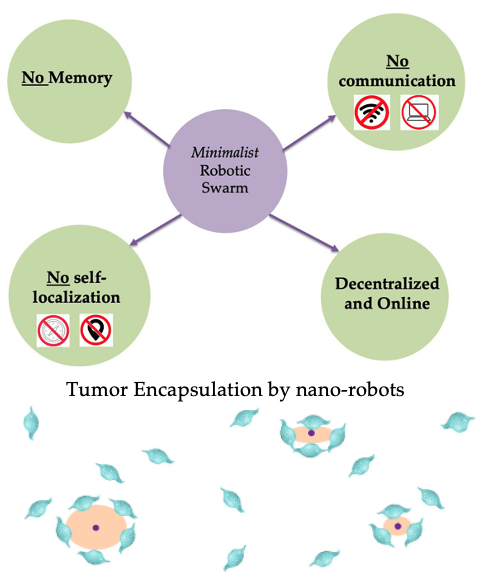 No Memory
No
communication
Minimalist
Robotic
Swarm
No self-
localization
Decentralized
and Online
Tumor Encapsulation by nano-robots